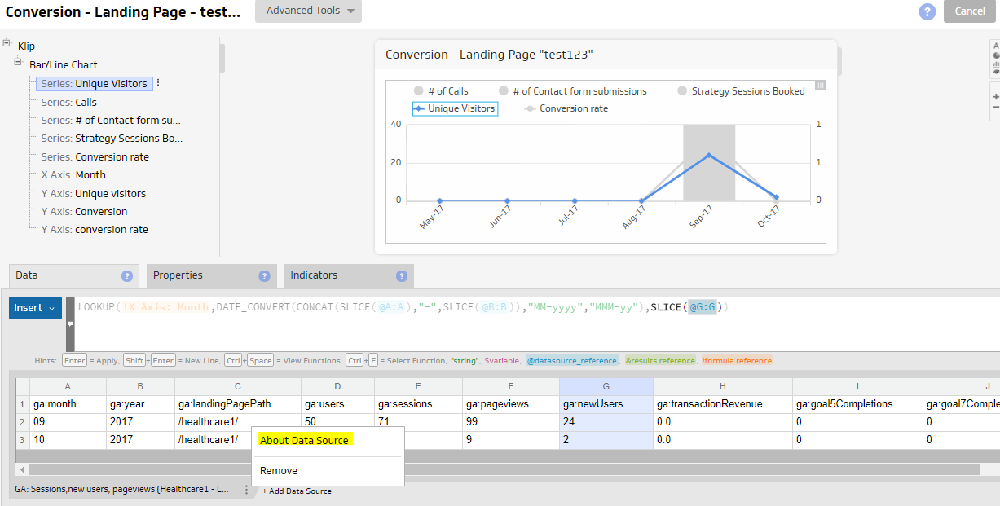 Conversion - Landing Page - test...
Advanced Tools
?
Cancel
Klip
Bar/Line Chart
Series: Unique Visitors
Series: Calls
Series: # of Contact form su...
Series: Strategy Sessions Bo...
Series: Conversion rate
X Axis: Month
Y Axis: Unique visitors
Y Axis: Conversion
Y Axis: conversion rate
Conversion - Landing Page "test123"
# of Calls # of Contact form submissions Strategy Sessions Booked
Unique Visitors Conversion rate
40 1
20 1
0 0
May-17 Jun-17 Jul-17 Aug-17 Sep-17 Oct-17
A
+
−
Data ? Properties ? Indicators ?
Insert
LOOKUP(!X Axis: Month,DATE_CONVERT(CONCAT(SLICE(@A:A),"-",SLICE(@B:B)),"MM-yyyy","MMM-yy"),SLICE(@G:G))
Hints: Enter = Apply, Shift+Enter = New Line, Ctrl+Space = View Functions, Ctrl+E = Select Function, "string", $variable, @datasource_reference, &results reference, !formula reference
A B C D E F G H I J
1 ga:month ga:year ga:landingPagePath ga:users ga:sessions ga:pageviews ga:newUsers ga:transactionRevenue ga:goal5Completions ga:goal7Comple
2 09 2017 /healthcare1/ 50 71 99 24 0.0 0 0
3 10 2017 /healthcare1/ 9 2 0.0 0 0
About Data Source
Remove
GA: Sessions,new users, pageviews (Healthcare1 - L...
+ Add Data Source